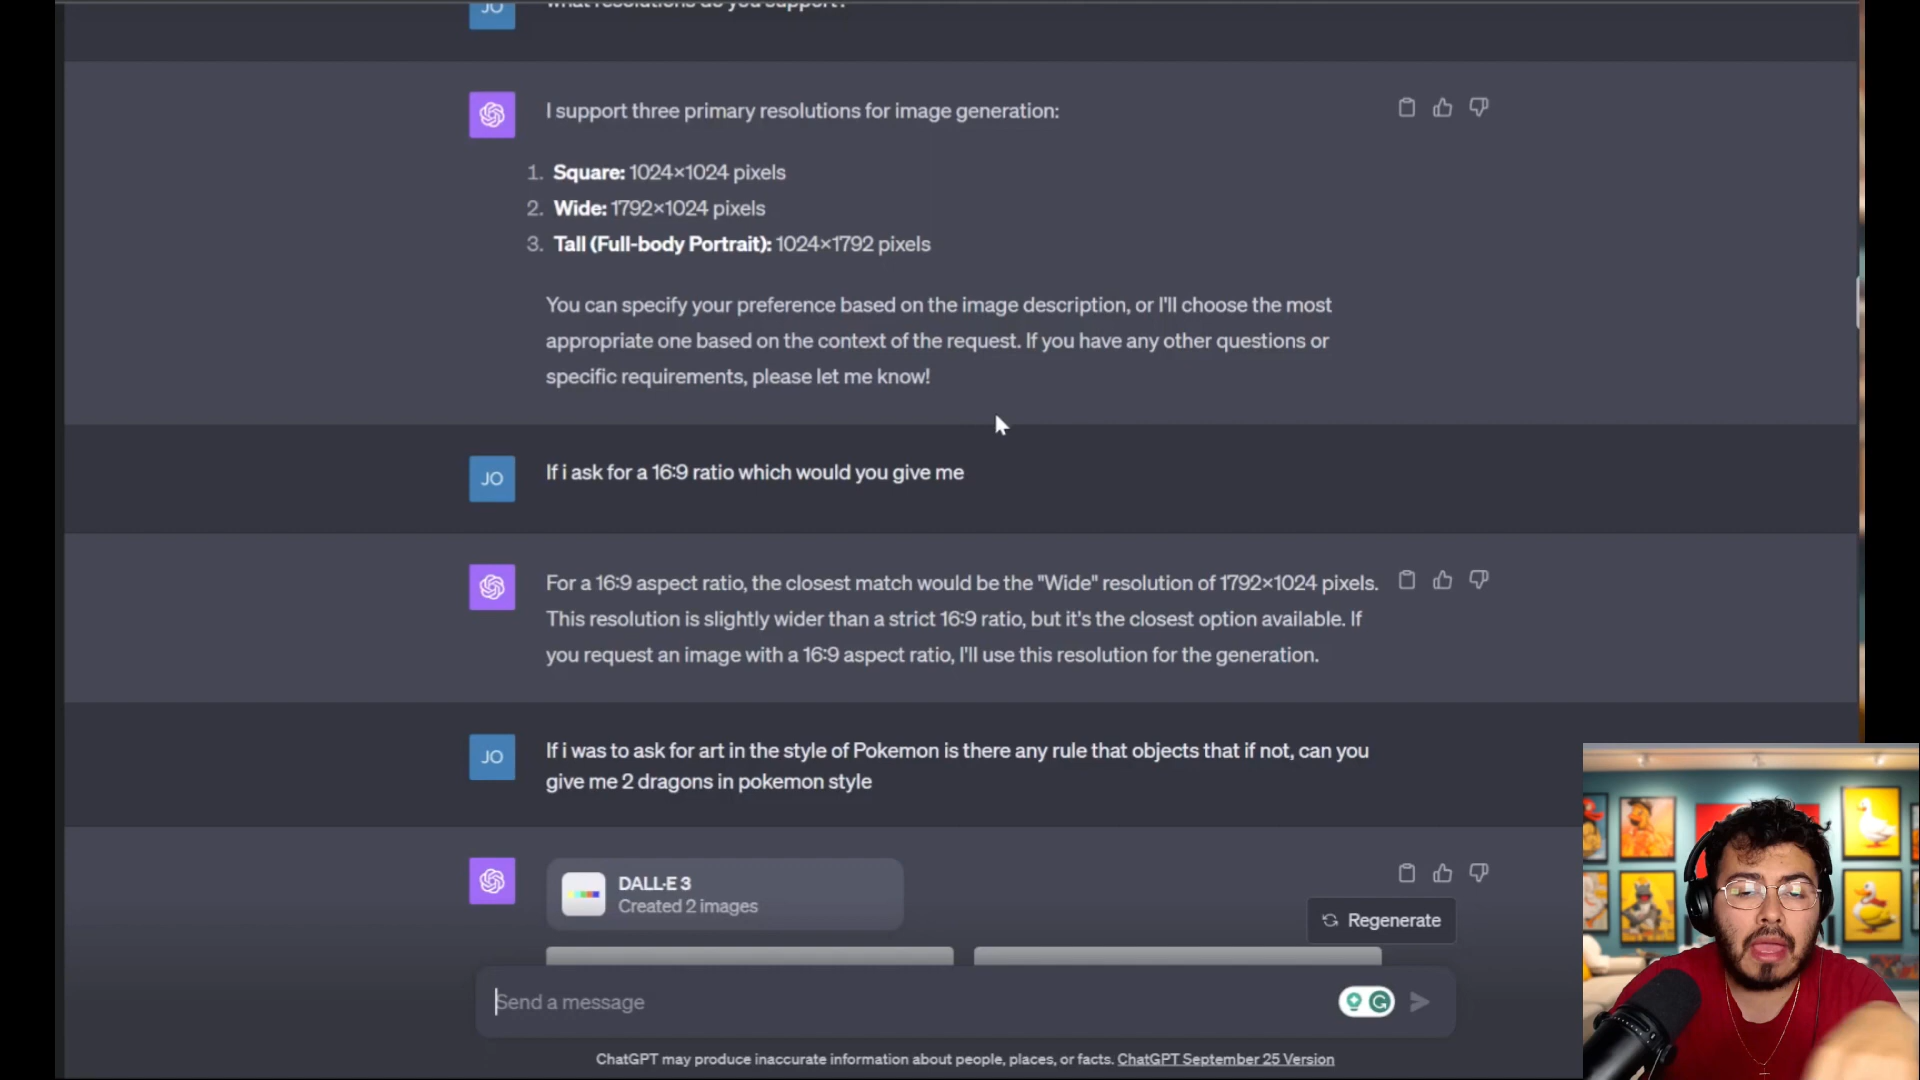 JO
what resolutions do you support?
I support three primary resolutions for image generation:
1. Square: 1024×1024 pixels
2. Wide: 1792×1024 pixels
3. Tall (Full-body Portrait): 1024×1792 pixels
You can specify your preference based on the image description, or I'll choose the most
appropriate one based on the context of the request. If you have any other questions or
specific requirements, please let me know!
JO
If i ask for a 16:9 ratio which would you give me
For a 16:9 aspect ratio, the closest match would be the "Wide" resolution of 1792×1024 pixels.
This resolution is slightly wider than a strict 16:9 ratio, but it's the closest option available. If
you request an image with a 16:9 aspect ratio, I'll use this resolution for the generation.
JO
If i was to ask for art in the style of Pokemon is there any rule that objects that if not, can you
give me 2 dragons in pokemon style
DALL·E 3
Created 2 images
Regenerate
Send a message
ChatGPT may produce inaccurate information about people, places, or facts. ChatGPT September 25 Version